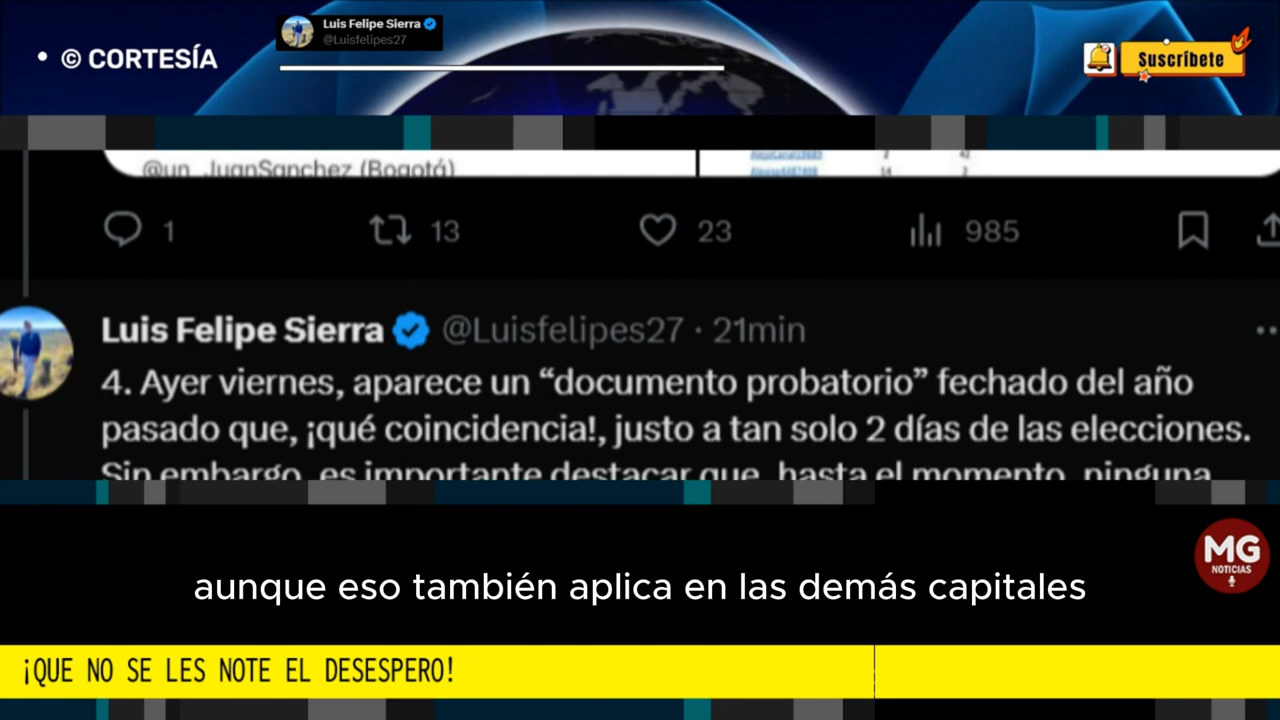 Luis Felipe Sierra
@Luisfelipes27
• © CORTESÍA
Suscríbete
@un_JuanSanchez (Bogotá)
1 13 23 985
Luis Felipe Sierra @Luisfelipes27 · 21min
4. Ayer viernes, aparece un “documento probatorio” fechado del año
pasado que, ¡qué coincidencia!, justo a tan solo 2 días de las elecciones.
Sin embargo, es importante destacar que, hasta el momento, ninguna
MG
NOTICIAS
aunque eso también aplica en las demás capitales
¡QUE NO SE LES NOTE EL DESESPERO!